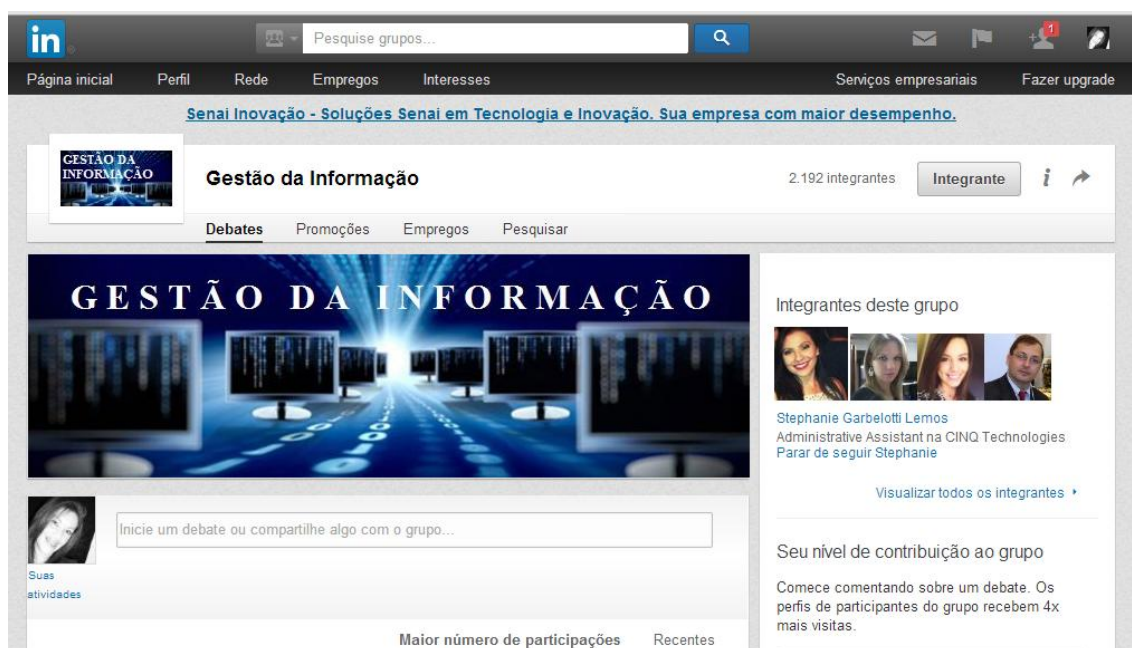 in
Pesquise grupos...
1
Página inicial Perfil Rede Empregos Interesses Serviços empresariais Fazer upgrade
Senai Inovação - Soluções Senai em Tecnologia e Inovação. Sua empresa com maior desempenho.
GESTÃO DA
INFORMAÇÃO
Gestão da Informação
2.192 integrantes Integrante i
Debates Promoções Empregos Pesquisar
GESTÃO DA INFORMAÇÃO
Integrantes deste grupo
Stephanie Garbelotti Lemos
Administrative Assistant na CINQ Technologies
Parar de seguir Stephanie
Visualizar todos os integrantes
Inicie um debate ou compartilhe algo com o grupo...
Suas
atividades
Seu nível de contribuição ao grupo
Comece comentando sobre um debate. Os
perfis de participantes do grupo recebem 4x
mais visitas.
Maior número de participações Recentes